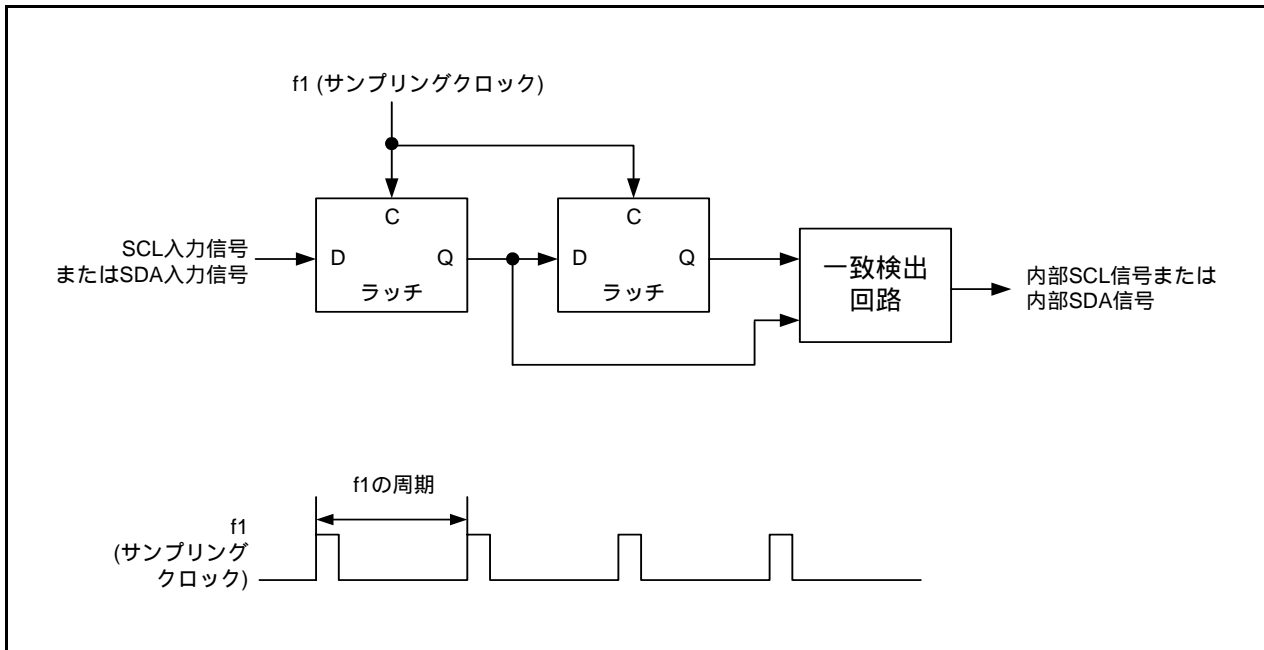 f1 (サンプリングクロック)
C
C
SCL入力信号
またはSDA入力信号
D
Q
ラッチ
D
Q
ラッチ
一致検出
回路
内部SCL信号または
内部SDA信号
f1の周期
f1
(サンプリング
クロック)